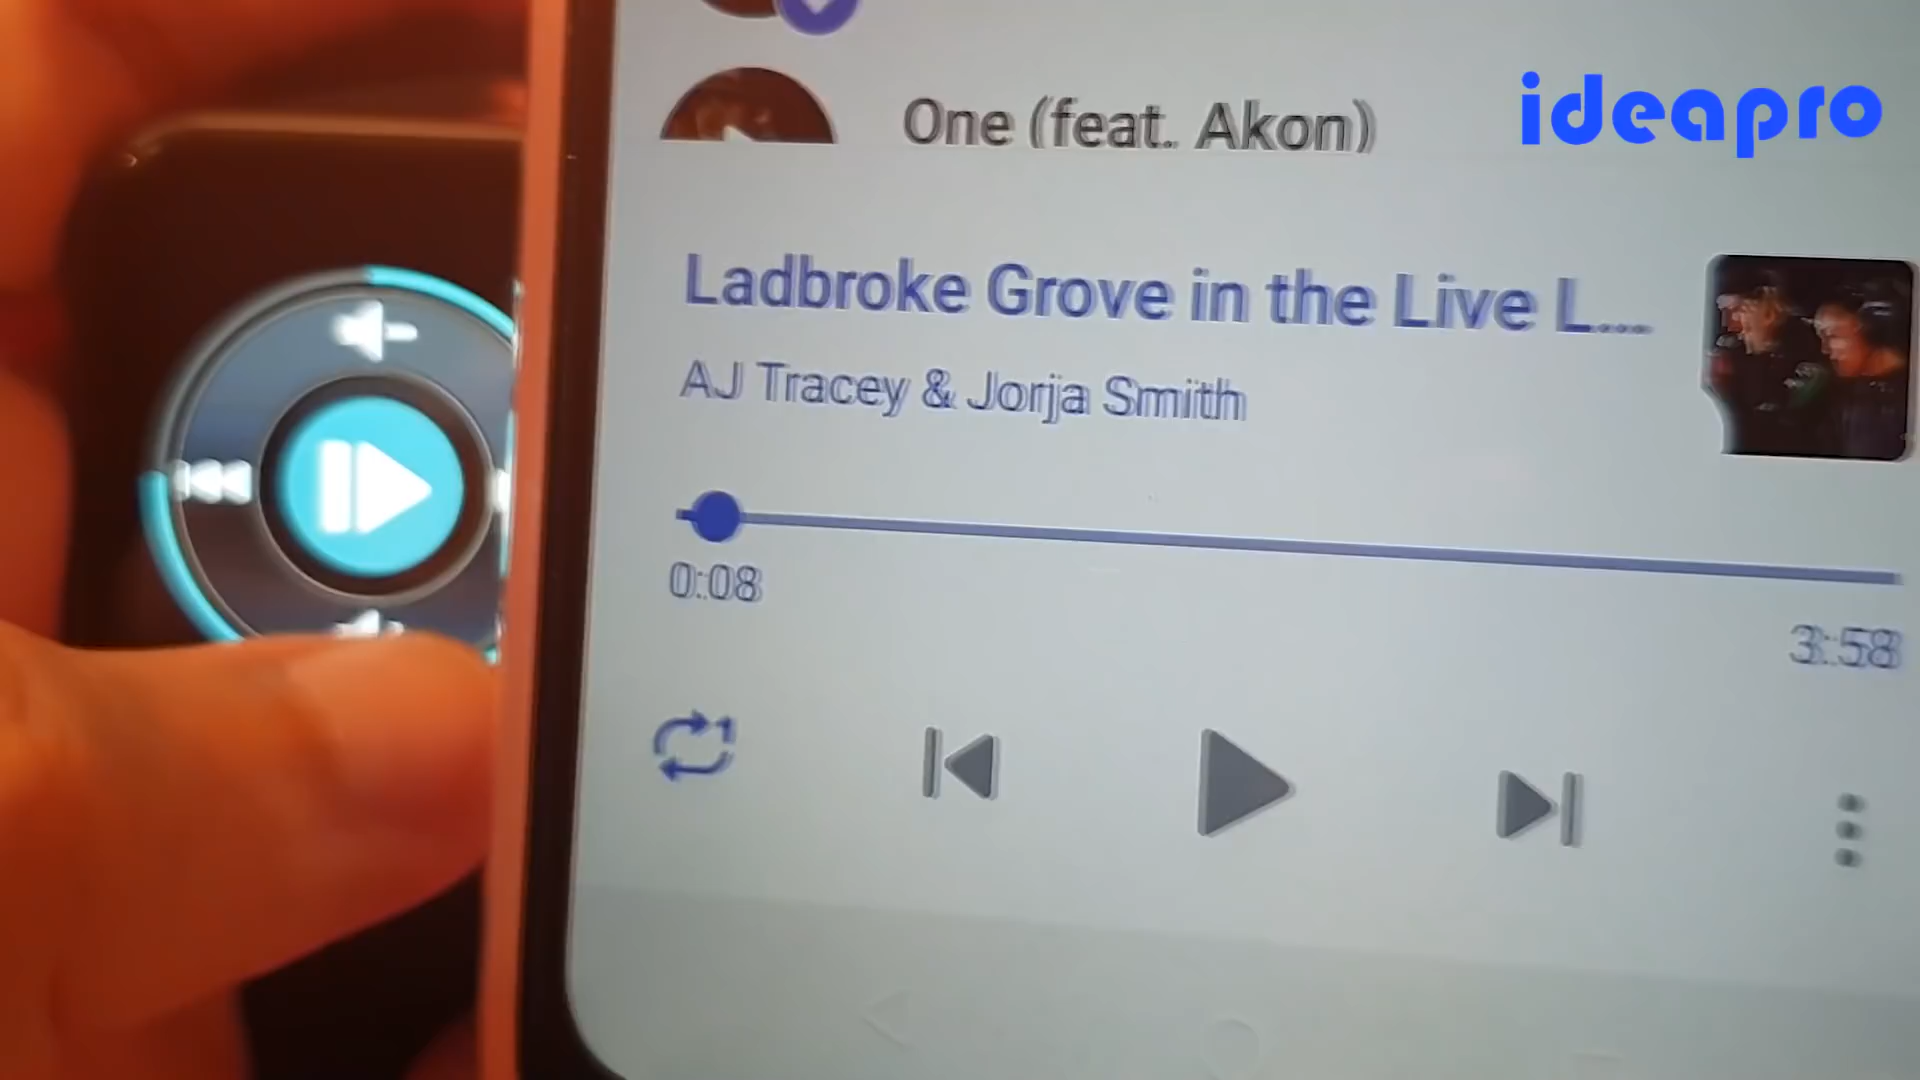 ideapro
One (feat. Akon)
Ladbroke Grove in the Live L...
AJ Tracey & Jorja Smith
0:08
3:58